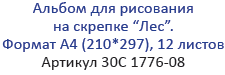 Альбом для рисования
на скрепке “Лес”.
Формат А4 (210*297), 12 листов
Артикул 30С 1776-08